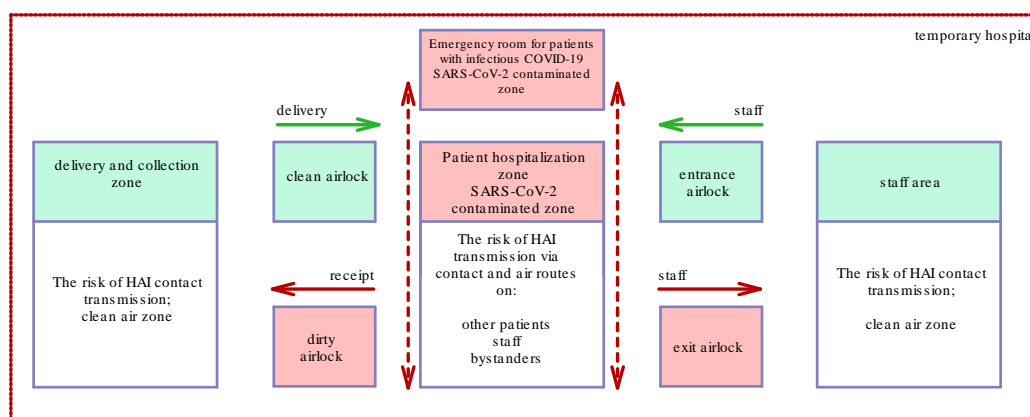 temporary hospital
Emergency room for patients
with infectious COVID-19
SARS-CoV-2 contaminated
zone
delivery
staff
delivery and collection
zone
clean airlock
Patient hospitalization
zone
SARS-CoV-2
contaminated zone
entrance
airlock
staff area
The risk of HAI contact
transmission;
clean air zone
The risk of HAI
transmission via
contact and air routes
on:
other patients
staff
bystanders
The risk of HAI contact
transmission;
clean air zone
receipt
staff
dirty
airlock
exit airlock